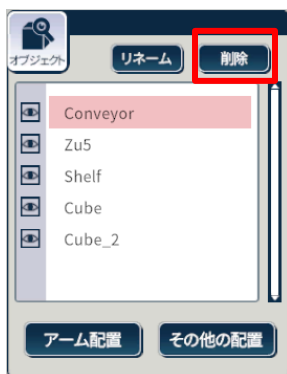 オブジェクト
リネーム
削除
Conveyor
Zu5
Shelf
Cube
Cube_2
アーム配置
その他の配置